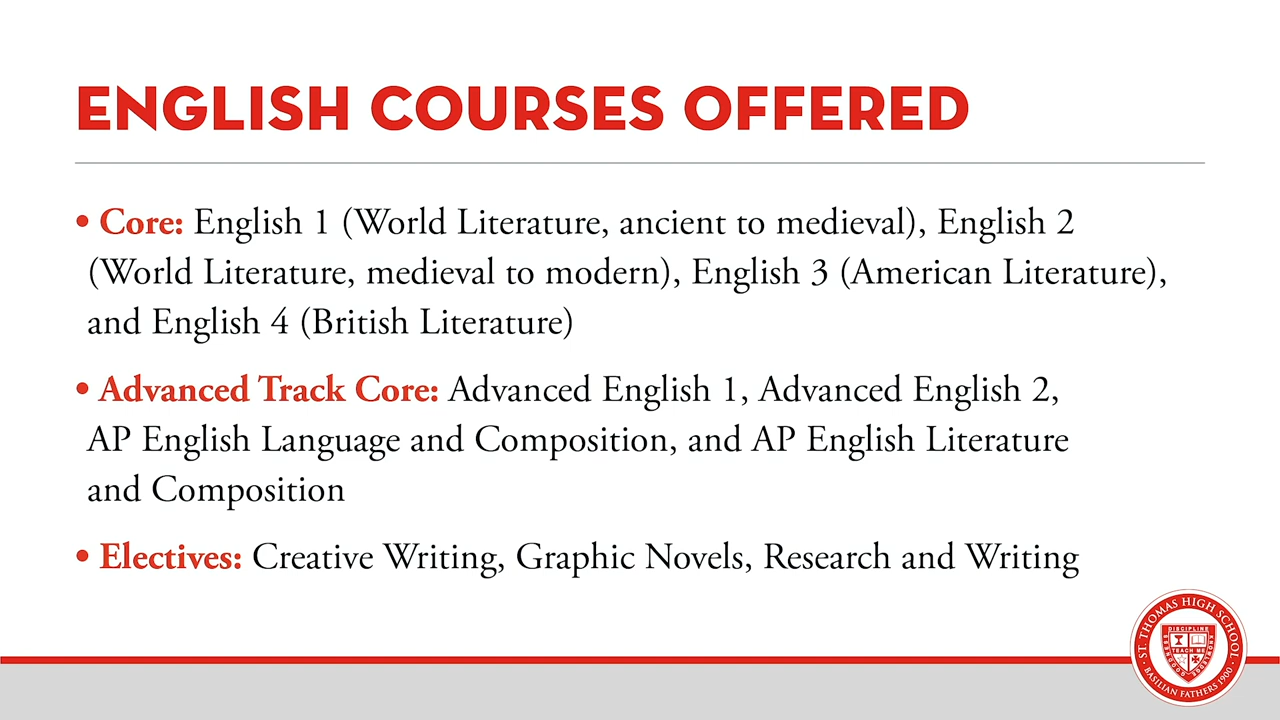 ENGLISH COURSES OFFERED
• Core: English 1 (World Literature, ancient to medieval), English 2
(World Literature, medieval to modern), English 3 (American Literature),
and English 4 (British Literature)
• Advanced Track Core: Advanced English 1, Advanced English 2,
AP English Language and Composition, and AP English Literature
and Composition
• Electives: Creative Writing, Graphic Novels, Research and Writing
ST. THOMAS HIGH SCHOOL
DISCIPLINE
TEACH ME
GOODNESS
KNOWLEDGE
BASILIAN FATHERS 1900